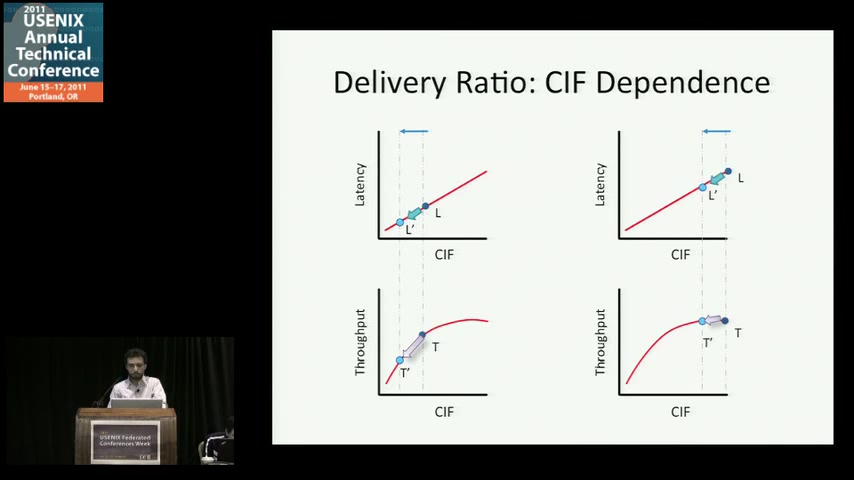 2011
USENIX
Annual
Technical
Conference
June 15–17, 2011
Portland, OR
Delivery Ratio: CIF Dependence
Latency
L
L'
CIF
Latency
L
L'
CIF
Throughput
T
T'
CIF
Throughput
T
T'
CIF
USENIX Federated
Conferences Week